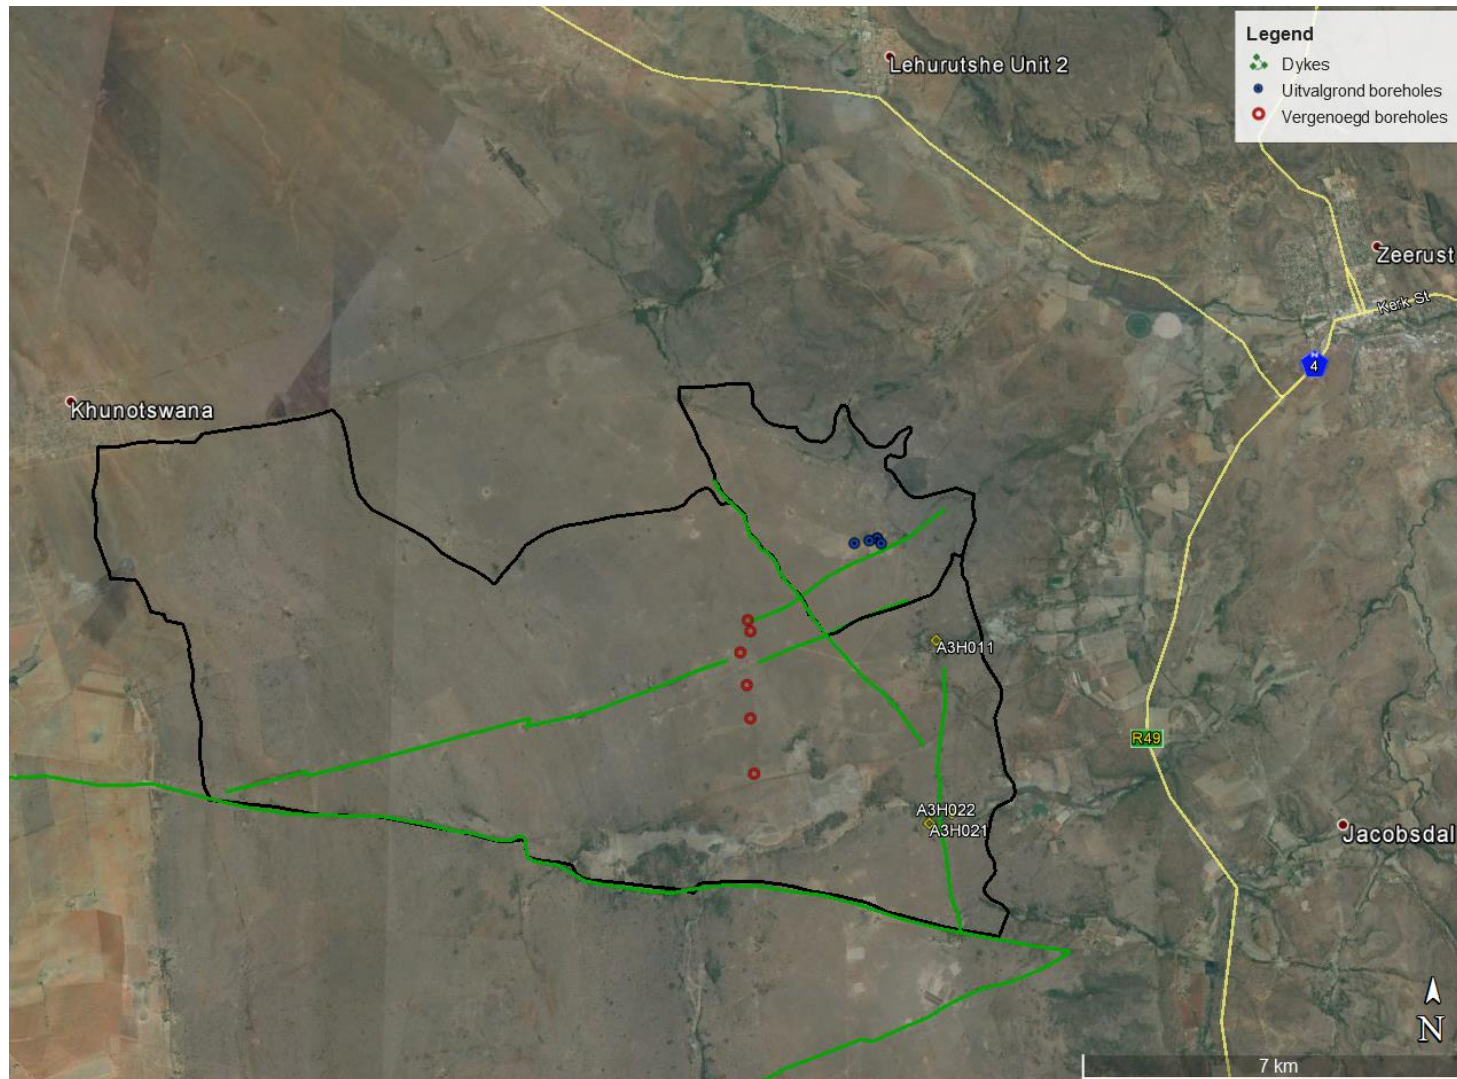 Legend
Dykes
Uitvalgrond boreholes
Vergenoegd boreholes
Lehurutshe Unit 2
Zeerust
Kerk St
N
4
Khunotswana
A3H011
R49
A3H022
A3H021
Jacobsdal
N
7 km